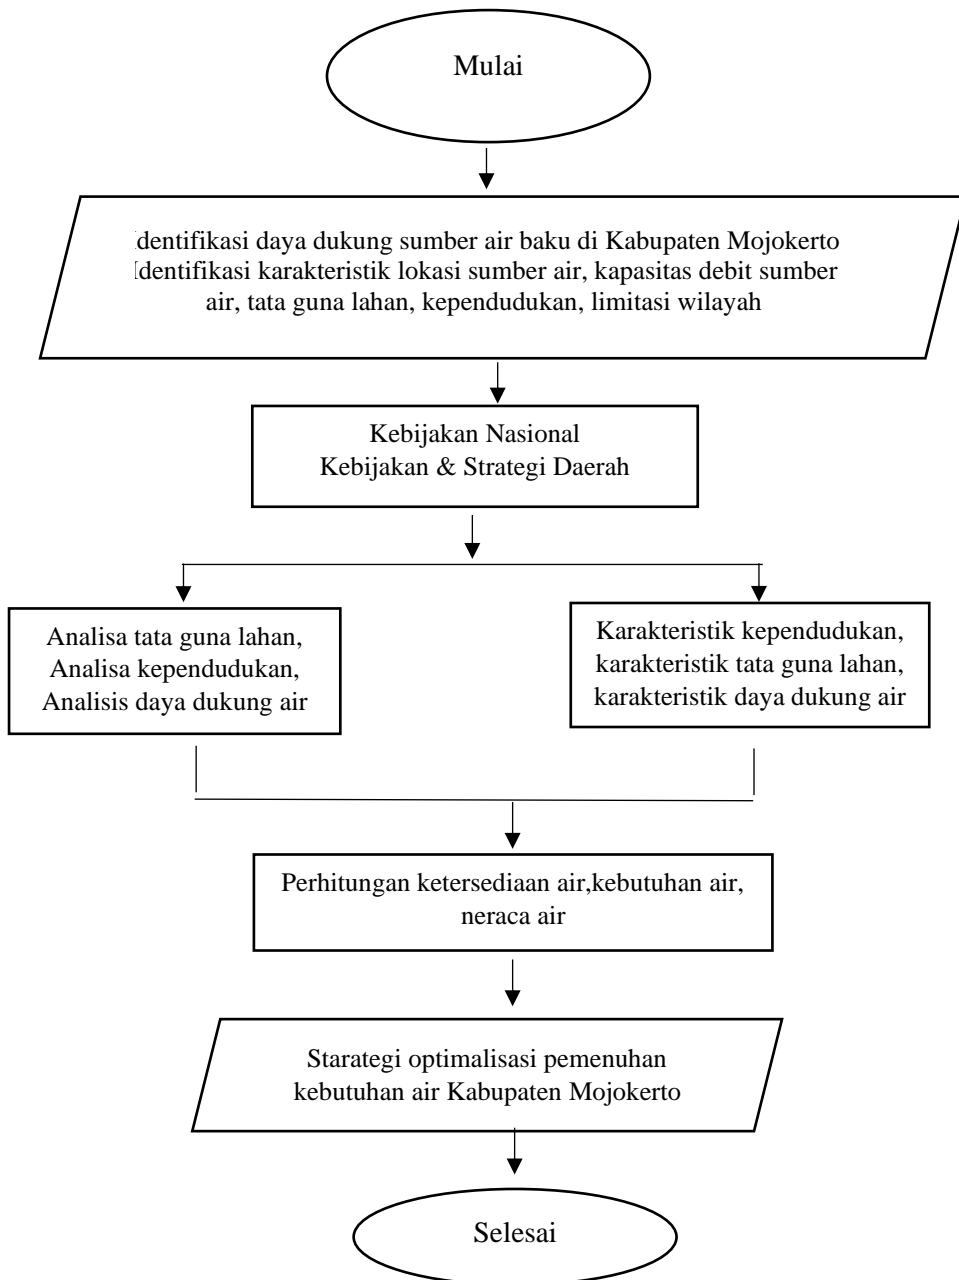 Mulai
Identifikasi daya dukung sumber air baku di Kabupaten Mojokerto
Identifikasi karakteristik lokasi sumber air, kapasitas debit sumber
air, tata guna lahan, kependudukan, limitasi wilayah
Kebijakan Nasional
Kebijakan & Strategi Daerah
Analisa tata guna lahan,
Analisa kependudukan,
Analisis daya dukung air
Karakteristik kependudukan,
karakteristik tata guna lahan,
karakteristik daya dukung air
Perhitungan ketersediaan air,kebutuhan air,
neraca air
Starategi optimalisasi pemenuhan
kebutuhan air Kabupaten Mojokerto
Selesai